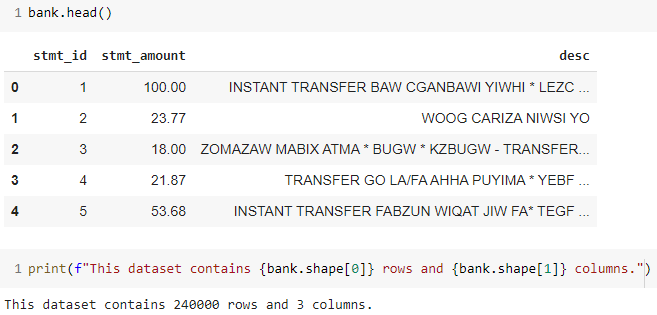 1 bank.head()
stmt_id stmt_amount desc
0 1 100.00 INSTANT TRANSFER BAW CGANBAWI YIWHI * LEZC ...
1 2 23.77 WOOG CARIZA NIWSI YO
2 3 18.00 ZOMAZAW MABIX ATMA * BUGW * KZBUGW - TRANSFER...
3 4 21.87 TRANSFER GO LA/FA AHHA PUYIMA * YEBF ...
4 5 53.68 INSTANT TRANSFER FABZUN WIQAT JIW FA* TEGF ...
1 print(f"This dataset contains {bank.shape[0]} rows and {bank.shape[1]} columns.")
This dataset contains 240000 rows and 3 columns.